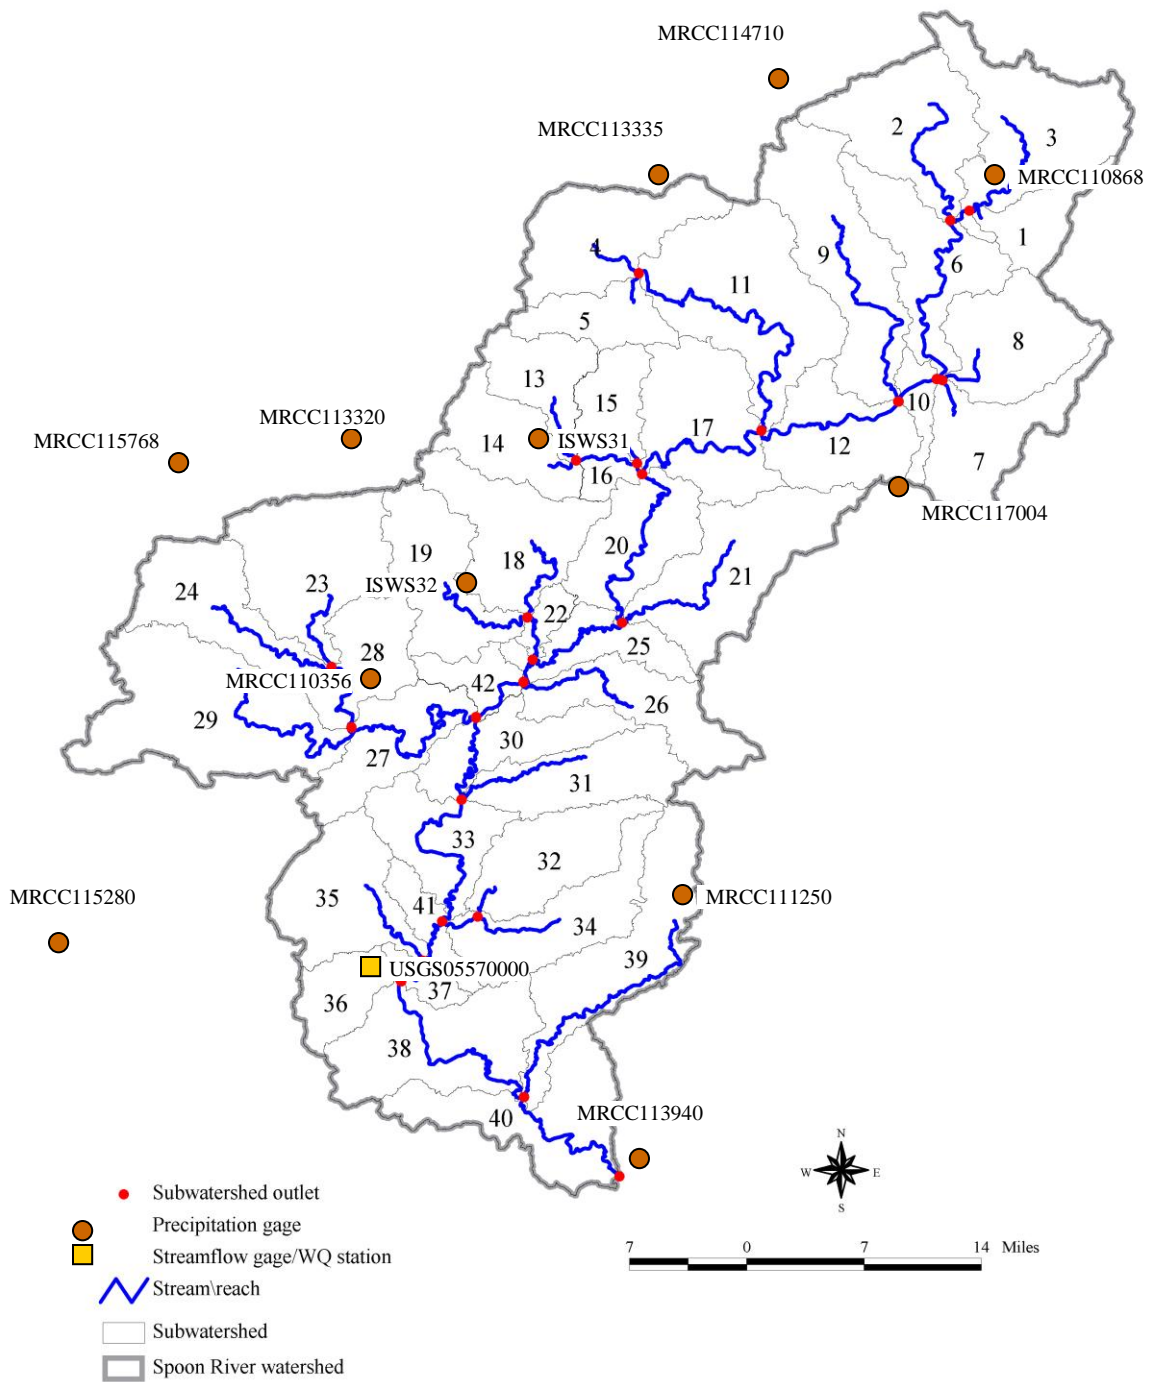 MRCC114710
MRCC113335
2
3
MRCC110868
1
4
9
6
11
5
8
13
15
10
MRCC113320
MRCC115768
14
ISWS31
17
12
16
7
MRCC117004
19
18
20
21
24
23
ISWS32
22
25
28
MRCC110356
42
26
29
30
27
31
33
32
35
MRCC115280
41
MRCC111250
34
39
USGS05570000
36
37
38
40
MRCC113940
N
W
E
S
Subwatershed outlet
Precipitation gage
Streamflow gage/WQ station
Stream\reach
Subwatershed
Spoon River watershed
7 0 7 14 Miles